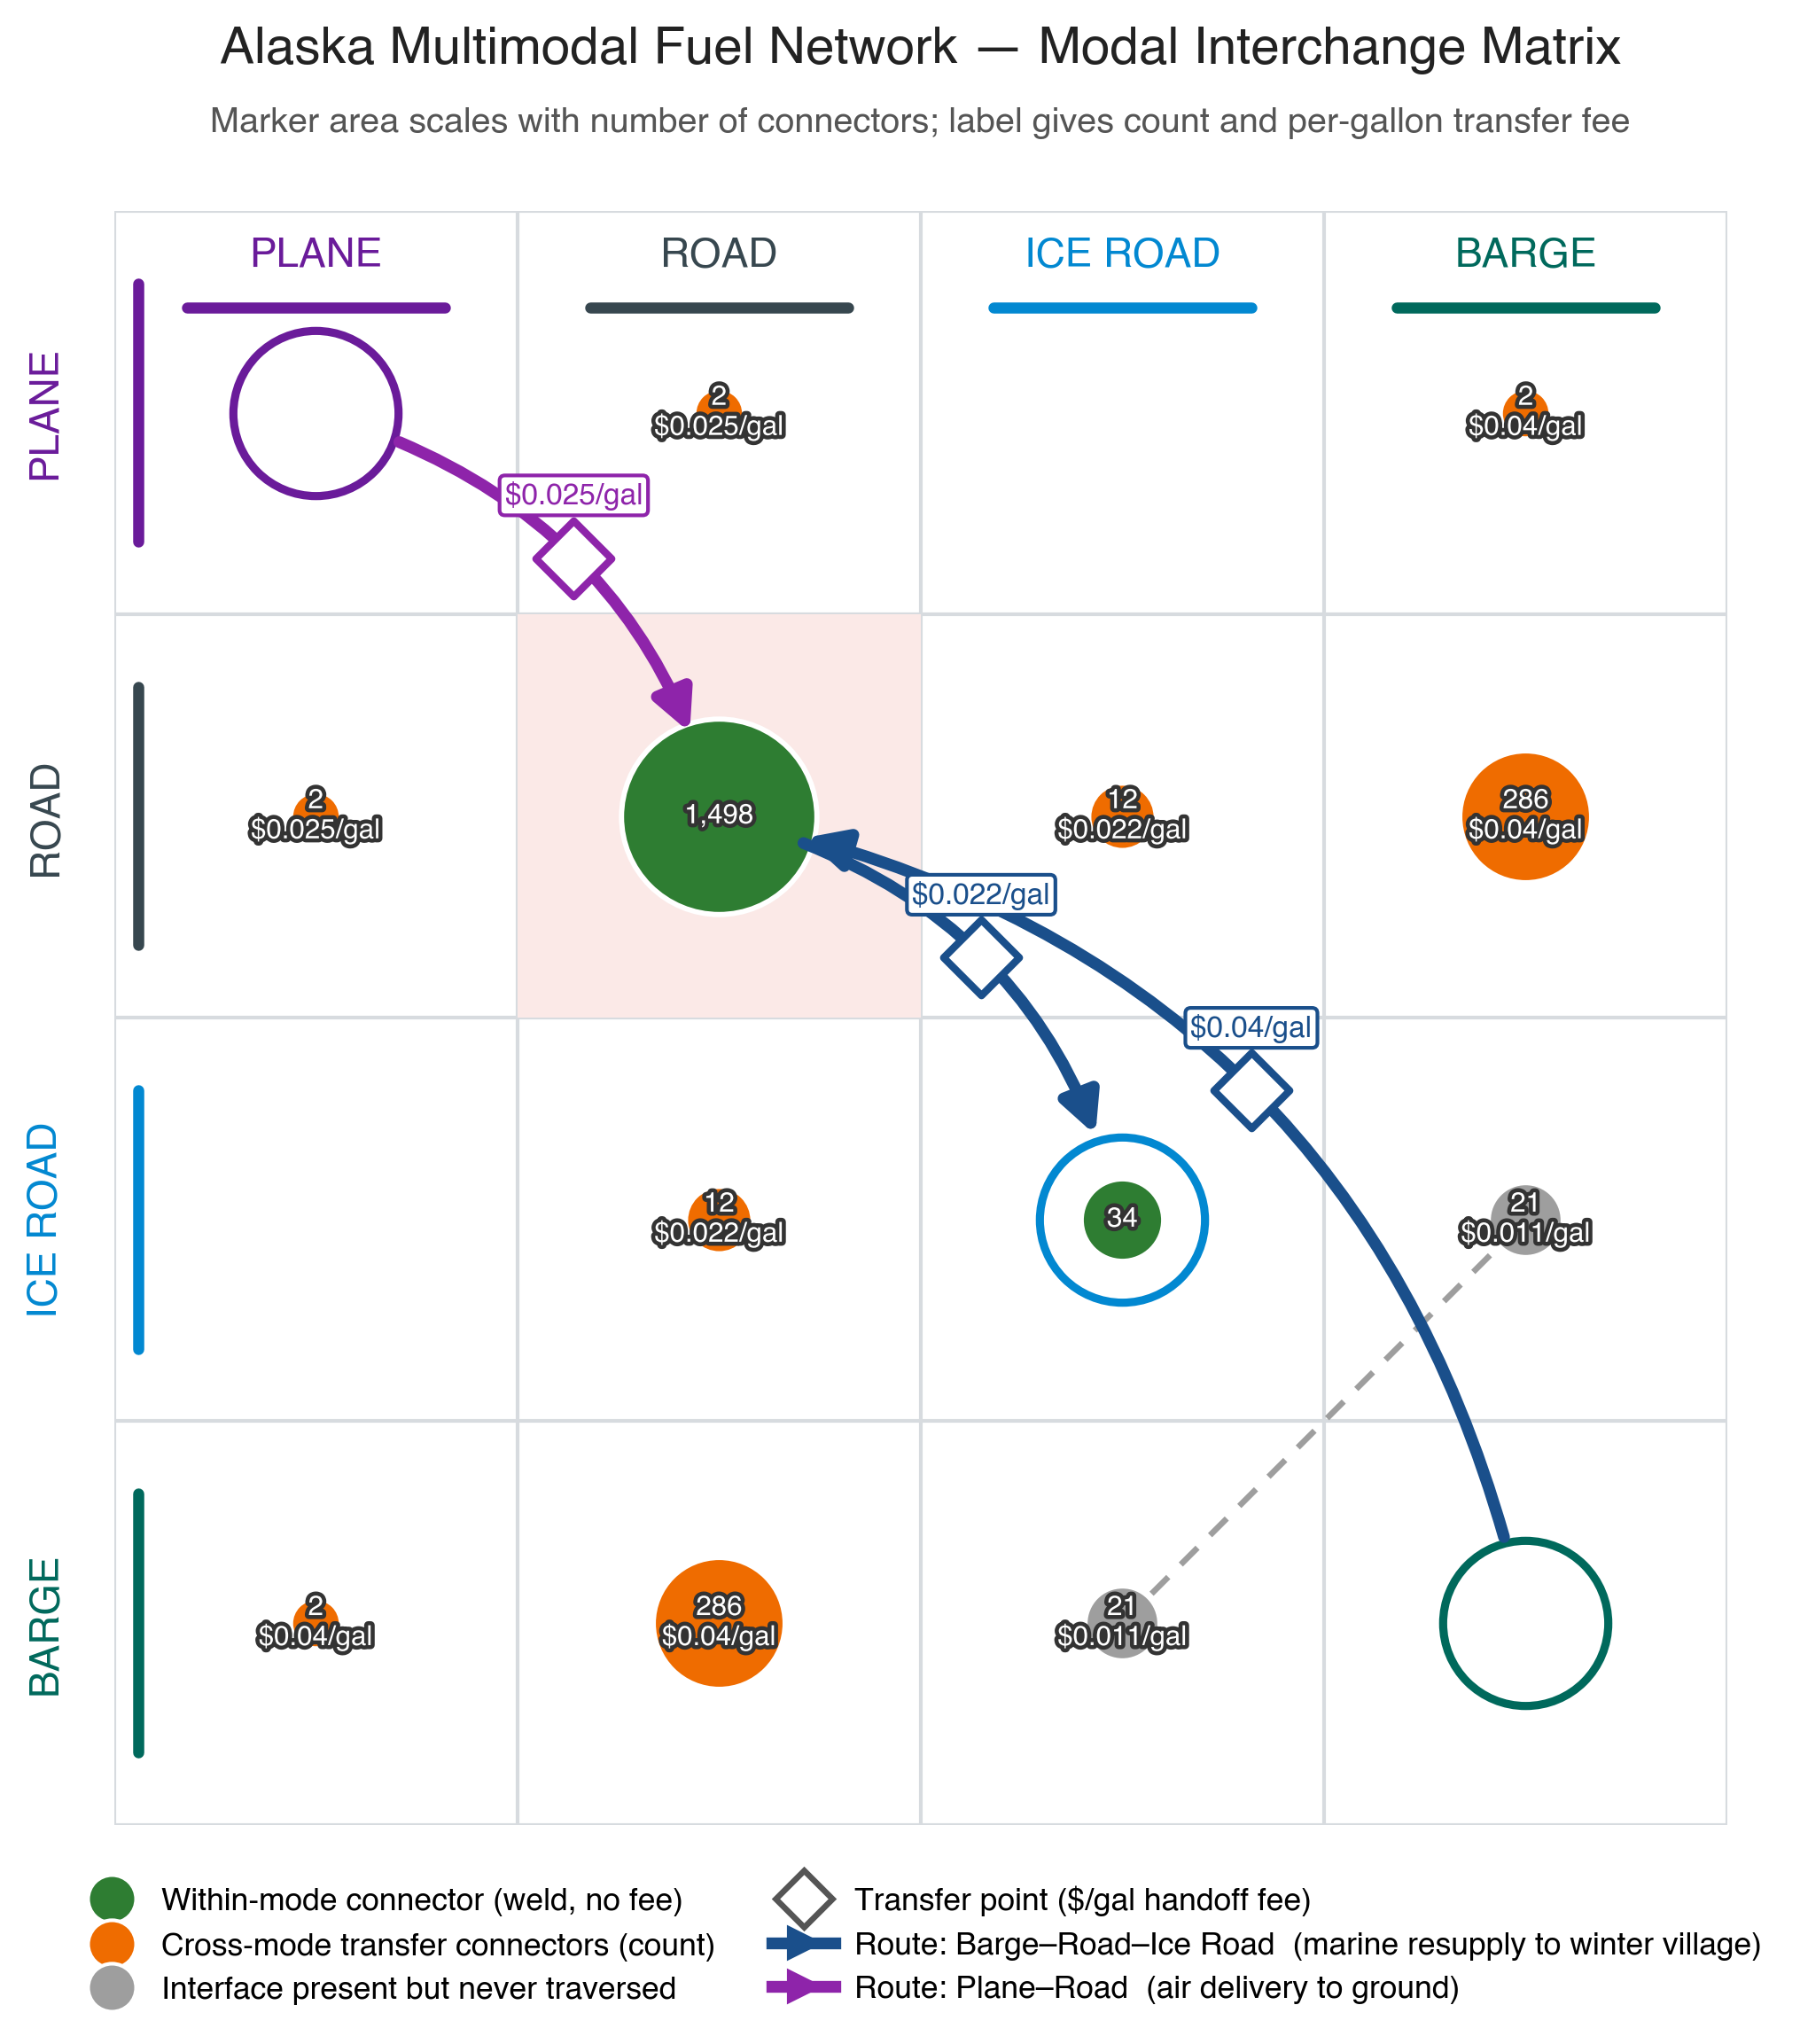 Alaska Multimodal Fuel Network — Modal Interchange Matrix
Marker area scales with number of connectors; label gives count and per-gallon transfer fee
PLANE
ROAD
ICE ROAD
BARGE
PLANE
2
$0.025/gal
2
$0.04/gal
$0.025/gal
ROAD
2
$0.025/gal
1,498
12
$0.022/gal
286
$0.04/gal
$0.022/gal
$0.04/gal
ICE ROAD
12
$0.022/gal
34
21
$0.011/gal
BARGE
2
$0.04/gal
286
$0.04/gal
21
$0.011/gal
Within-mode connector (weld, no fee)
Cross-mode transfer connectors (count)
Interface present but never traversed
Transfer point ($/gal handoff fee)
Route: Barge–Road–Ice Road  (marine resupply to winter village)
Route: Plane–Road  (air delivery to ground)